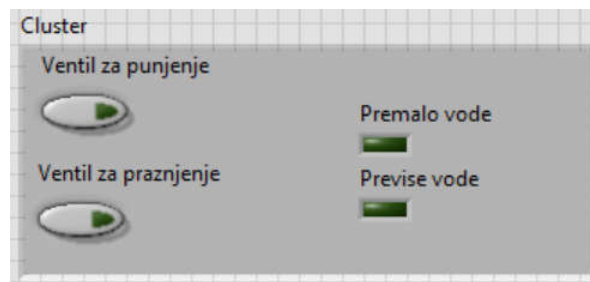 Cluster
Ventil za punjenje
Premalo vode
Ventil za praznjenje
Previse vode